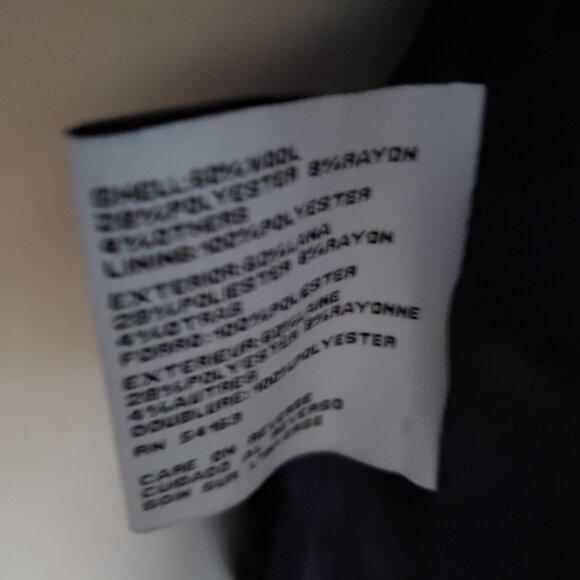 SHELL:60%WOOL
28%POLYESTER 8%RAYON
4%OTHERS
LINING:100%POLYESTER
EXTERIOR:60%LANA
28%POLIESTER 8%RAYON
4%OTRAS
FORRO:100%POLIESTER
EXTERIEUR:60%LAINE
28%POLYESTER 8%RAYONNE
4%AUTRES
DOUBLURE:100%POLYESTER
RN 54163
CARE ON REVERSE
CUIDADO AL REVERSO
SOIN SUR L'INVERSE